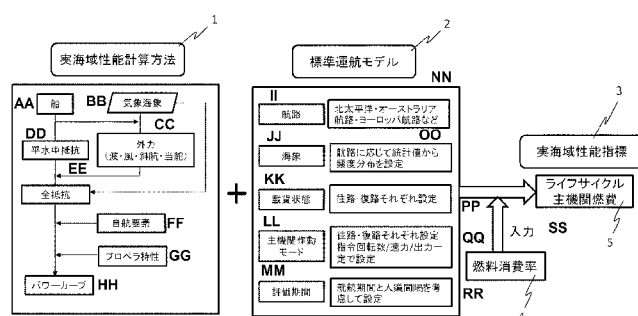 1
実海域性能計算方法
AA
船
BB
気象海象
CC
DD
平水中抵抗
外力
(波・風・斜航・当舵)
EE
全抵抗
自航要素
FF
プロペラ特性
GG
パワーカーブ
HH
+
2
標準運航モデル
NN
II
航路
北太平洋・オーストラリア
航路・ヨーロッパ航路など
OO
JJ
海象
航路に応じて統計値から
頻度分布を設定
KK
載貨状態
往路・復路それぞれ設定
LL
主機関作動
モード
往路・復路それぞれ設定
指令回転数/速力/出力一
定で設定
MM
評価期間
就航期間と入渠間隔を考
慮して設定
3
実海域性能指標
ライフサイクル
主機関燃費
5
PP
QQ
入力
SS
燃料消費率
RR
4